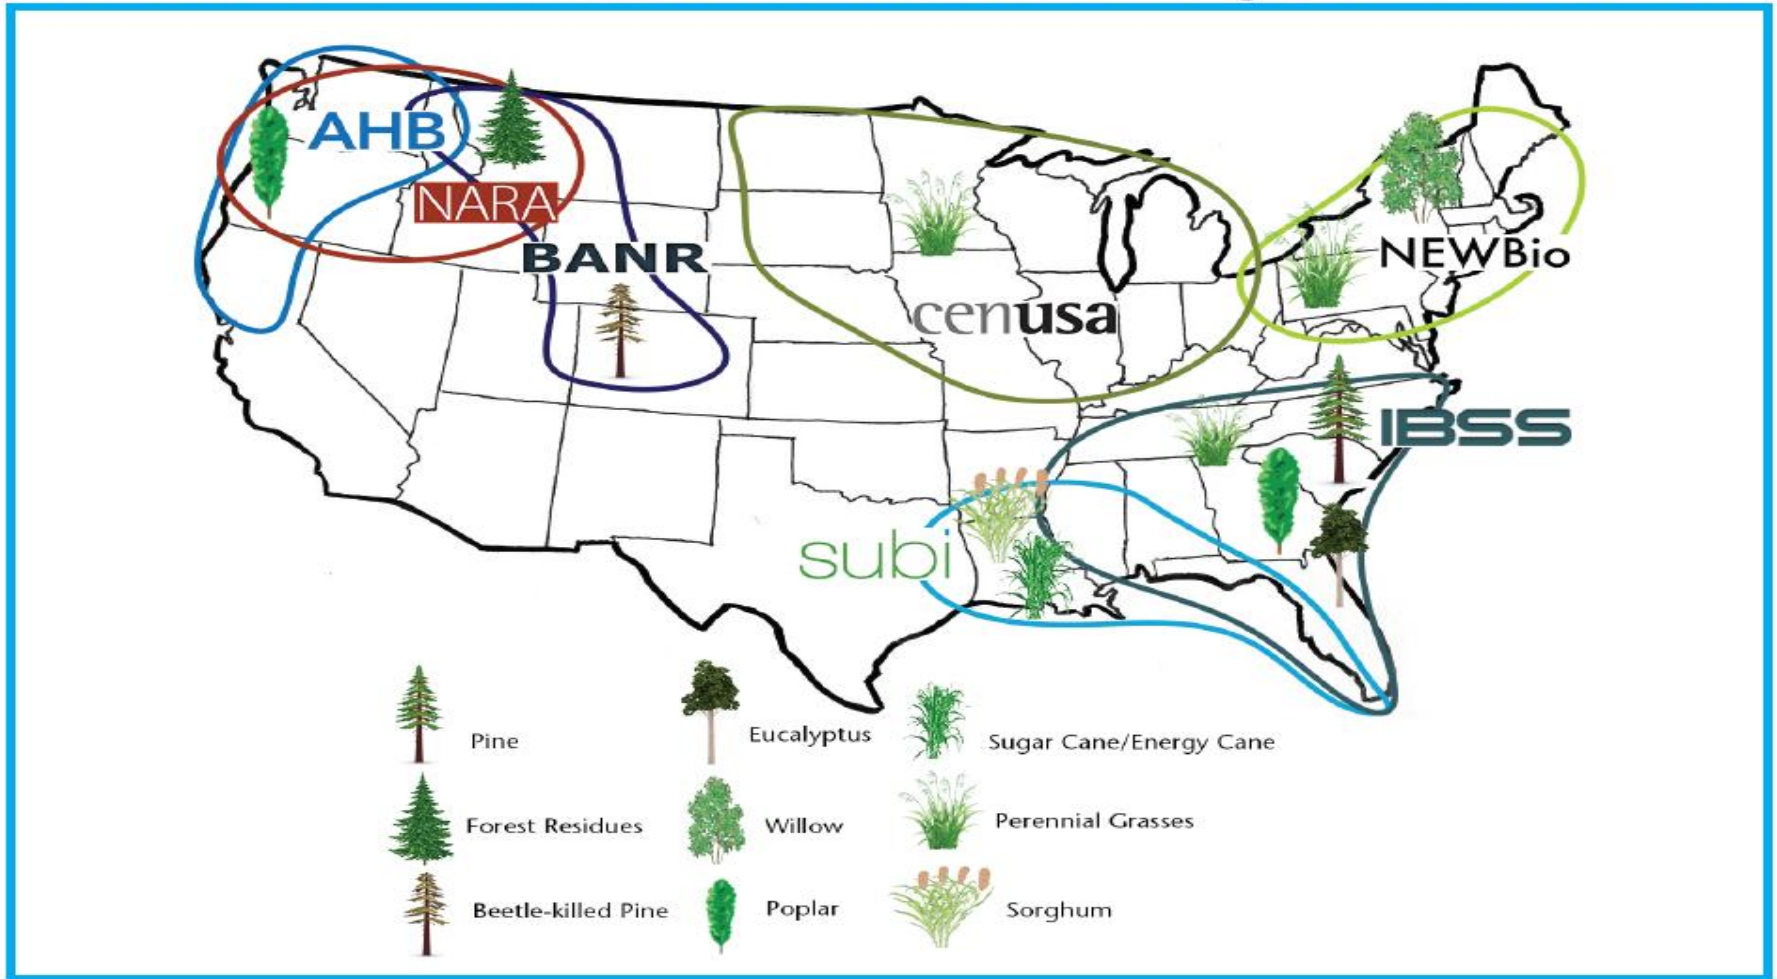 AHB
NARA
BANR
cenusa
NEWBio
IBSS
subi
Pine
Eucalyptus
Sugar Cane/Energy Cane
Forest Residues
Willow
Perennial Grasses
Beetle-killed Pine
Poplar
Sorghum